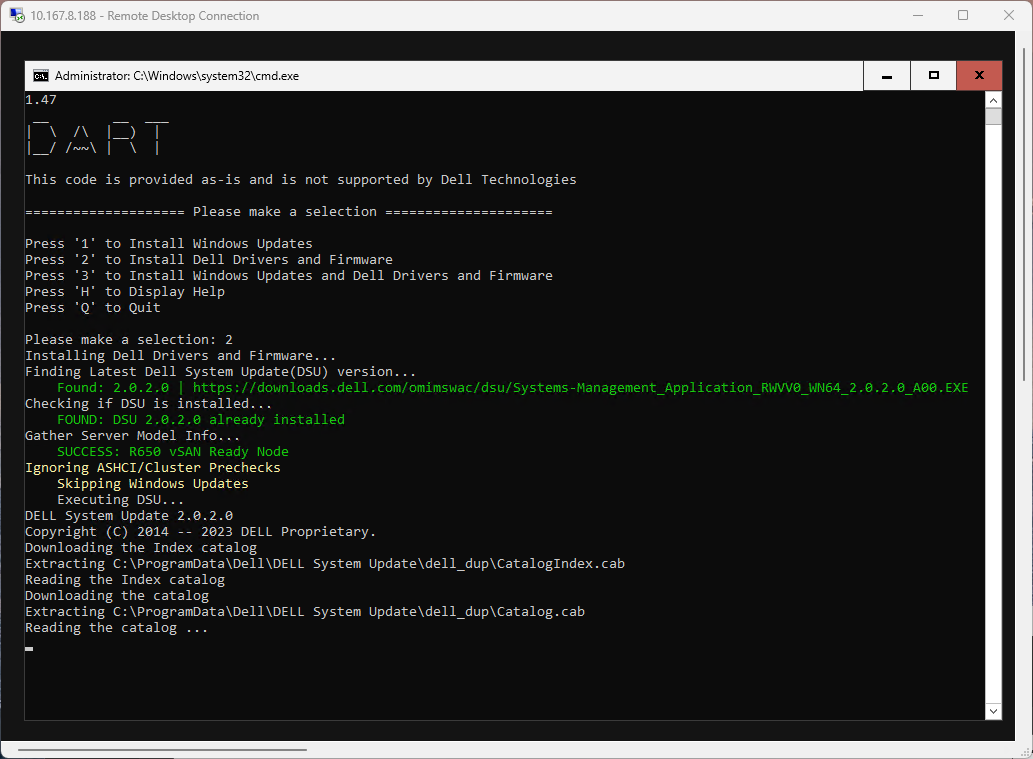 10.167.8.188 - Remote Desktop Connection
Administrator: C:\Windows\system32\cmd.exe
1.47
 __        __  ___
|  \  /\  |__)  |
|__/ /~~\ |  \  |
This code is provided as-is and is not supported by Dell Technologies
==================== Please make a selection =====================
Press '1' to Install Windows Updates
Press '2' to Install Dell Drivers and Firmware
Press '3' to Install Windows Updates and Dell Drivers and Firmware
Press 'H' to Display Help
Press 'Q' to Quit
Please make a selection: 2
Installing Dell Drivers and Firmware...
Finding Latest Dell System Update(DSU) version...
    Found: 2.0.2.0 | https://downloads.dell.com/omimswac/dsu/Systems-Management_Application_RWVV0_WN64_2.0.2.0_A00.EXE
Checking if DSU is installed...
    FOUND: DSU 2.0.2.0 already installed
Gather Server Model Info...
    SUCCESS: R650 vSAN Ready Node
Ignoring ASHCI/Cluster Prechecks
    Skipping Windows Updates
    Executing DSU...
DELL System Update 2.0.2.0
Copyright (C) 2014 -- 2023 DELL Proprietary.
Downloading the Index catalog
Extracting C:\ProgramData\Dell\DELL System Update\dell_dup\CatalogIndex.cab
Reading the Index catalog
Downloading the catalog
Extracting C:\ProgramData\Dell\DELL System Update\dell_dup\Catalog.cab
Reading the catalog ...